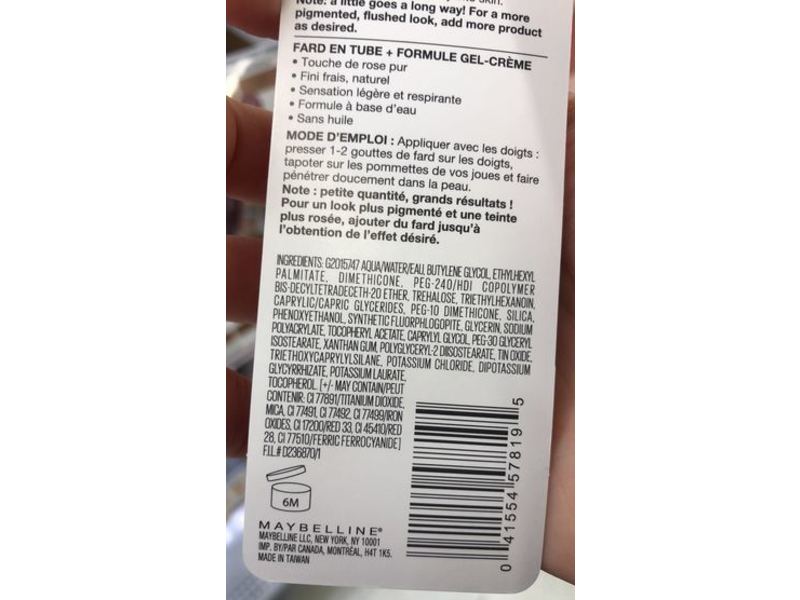 Note: a little goes a long way! For a more
pigmented, flushed look, add more product
as desired.
FARD EN TUBE + FORMULE GEL-CRÈME
• Touche de rose pur
• Fini frais, naturel
• Sensation légère et respirante
• Formule à base d'eau
• Sans huile
MODE D'EMPLOI : Appliquer avec les doigts :
presser 1-2 gouttes de fard sur les doigts,
tapoter sur les pommettes de vos joues et faire
pénétrer doucement dans la peau.
Note : petite quantité, grands résultats !
Pour un look plus pigmenté et une teinte
plus rosée, ajouter du fard jusqu'à
l'obtention de l'effet désiré.
INGREDIENTS: G2015747 AQUA/WATER/EAU, BUTYLENE GLYCOL, ETHYLHEXYL
PALMITATE, DIMETHICONE, PEG-240/HDI COPOLYMER
BIS-DECYLTETRADECETH-20 ETHER, TREHALOSE, TRIETHYLHEXANOIN,
CAPRYLIC/CAPRIC GLYCERIDES, PEG-10 DIMETHICONE, SILICA,
PHENOXYETHANOL, SYNTHETIC FLUORPHLOGOPITE, GLYCERIN, SODIUM
POLYACRYLATE, TOCOPHERYL ACETATE, CAPRYLYL GLYCOL, PEG-30 GLYCERYL
ISOSTEARATE, XANTHAN GUM, POLYGLYCERYL-2 DIISOSTEARATE, TIN OXIDE,
TRIETHOXYCAPRYLYLSILANE, POTASSIUM CHLORIDE, DIPOTASSIUM
GLYCYRRHIZATE, POTASSIUM LAURATE,
TOCOPHEROL. [+/- MAY CONTAIN/PEUT
CONTENIR: CI 77891/TITANIUM DIOXIDE,
MICA, CI 77491, CI 77492, CI 77499/IRON
OXIDES, CI 17200/RED 33, CI 45410/RED
28, CI 77510/FERRIC FERROCYANIDE]
F.I.L.# D236870/1
6M
MAYBELLINE®
MAYBELLINE LLC, NEW YORK, NY 10001
IMP. BY/PAR CANADA, MONTRÉAL, H4T 1K5.
MADE IN TAIWAN
0 41554 57819 5